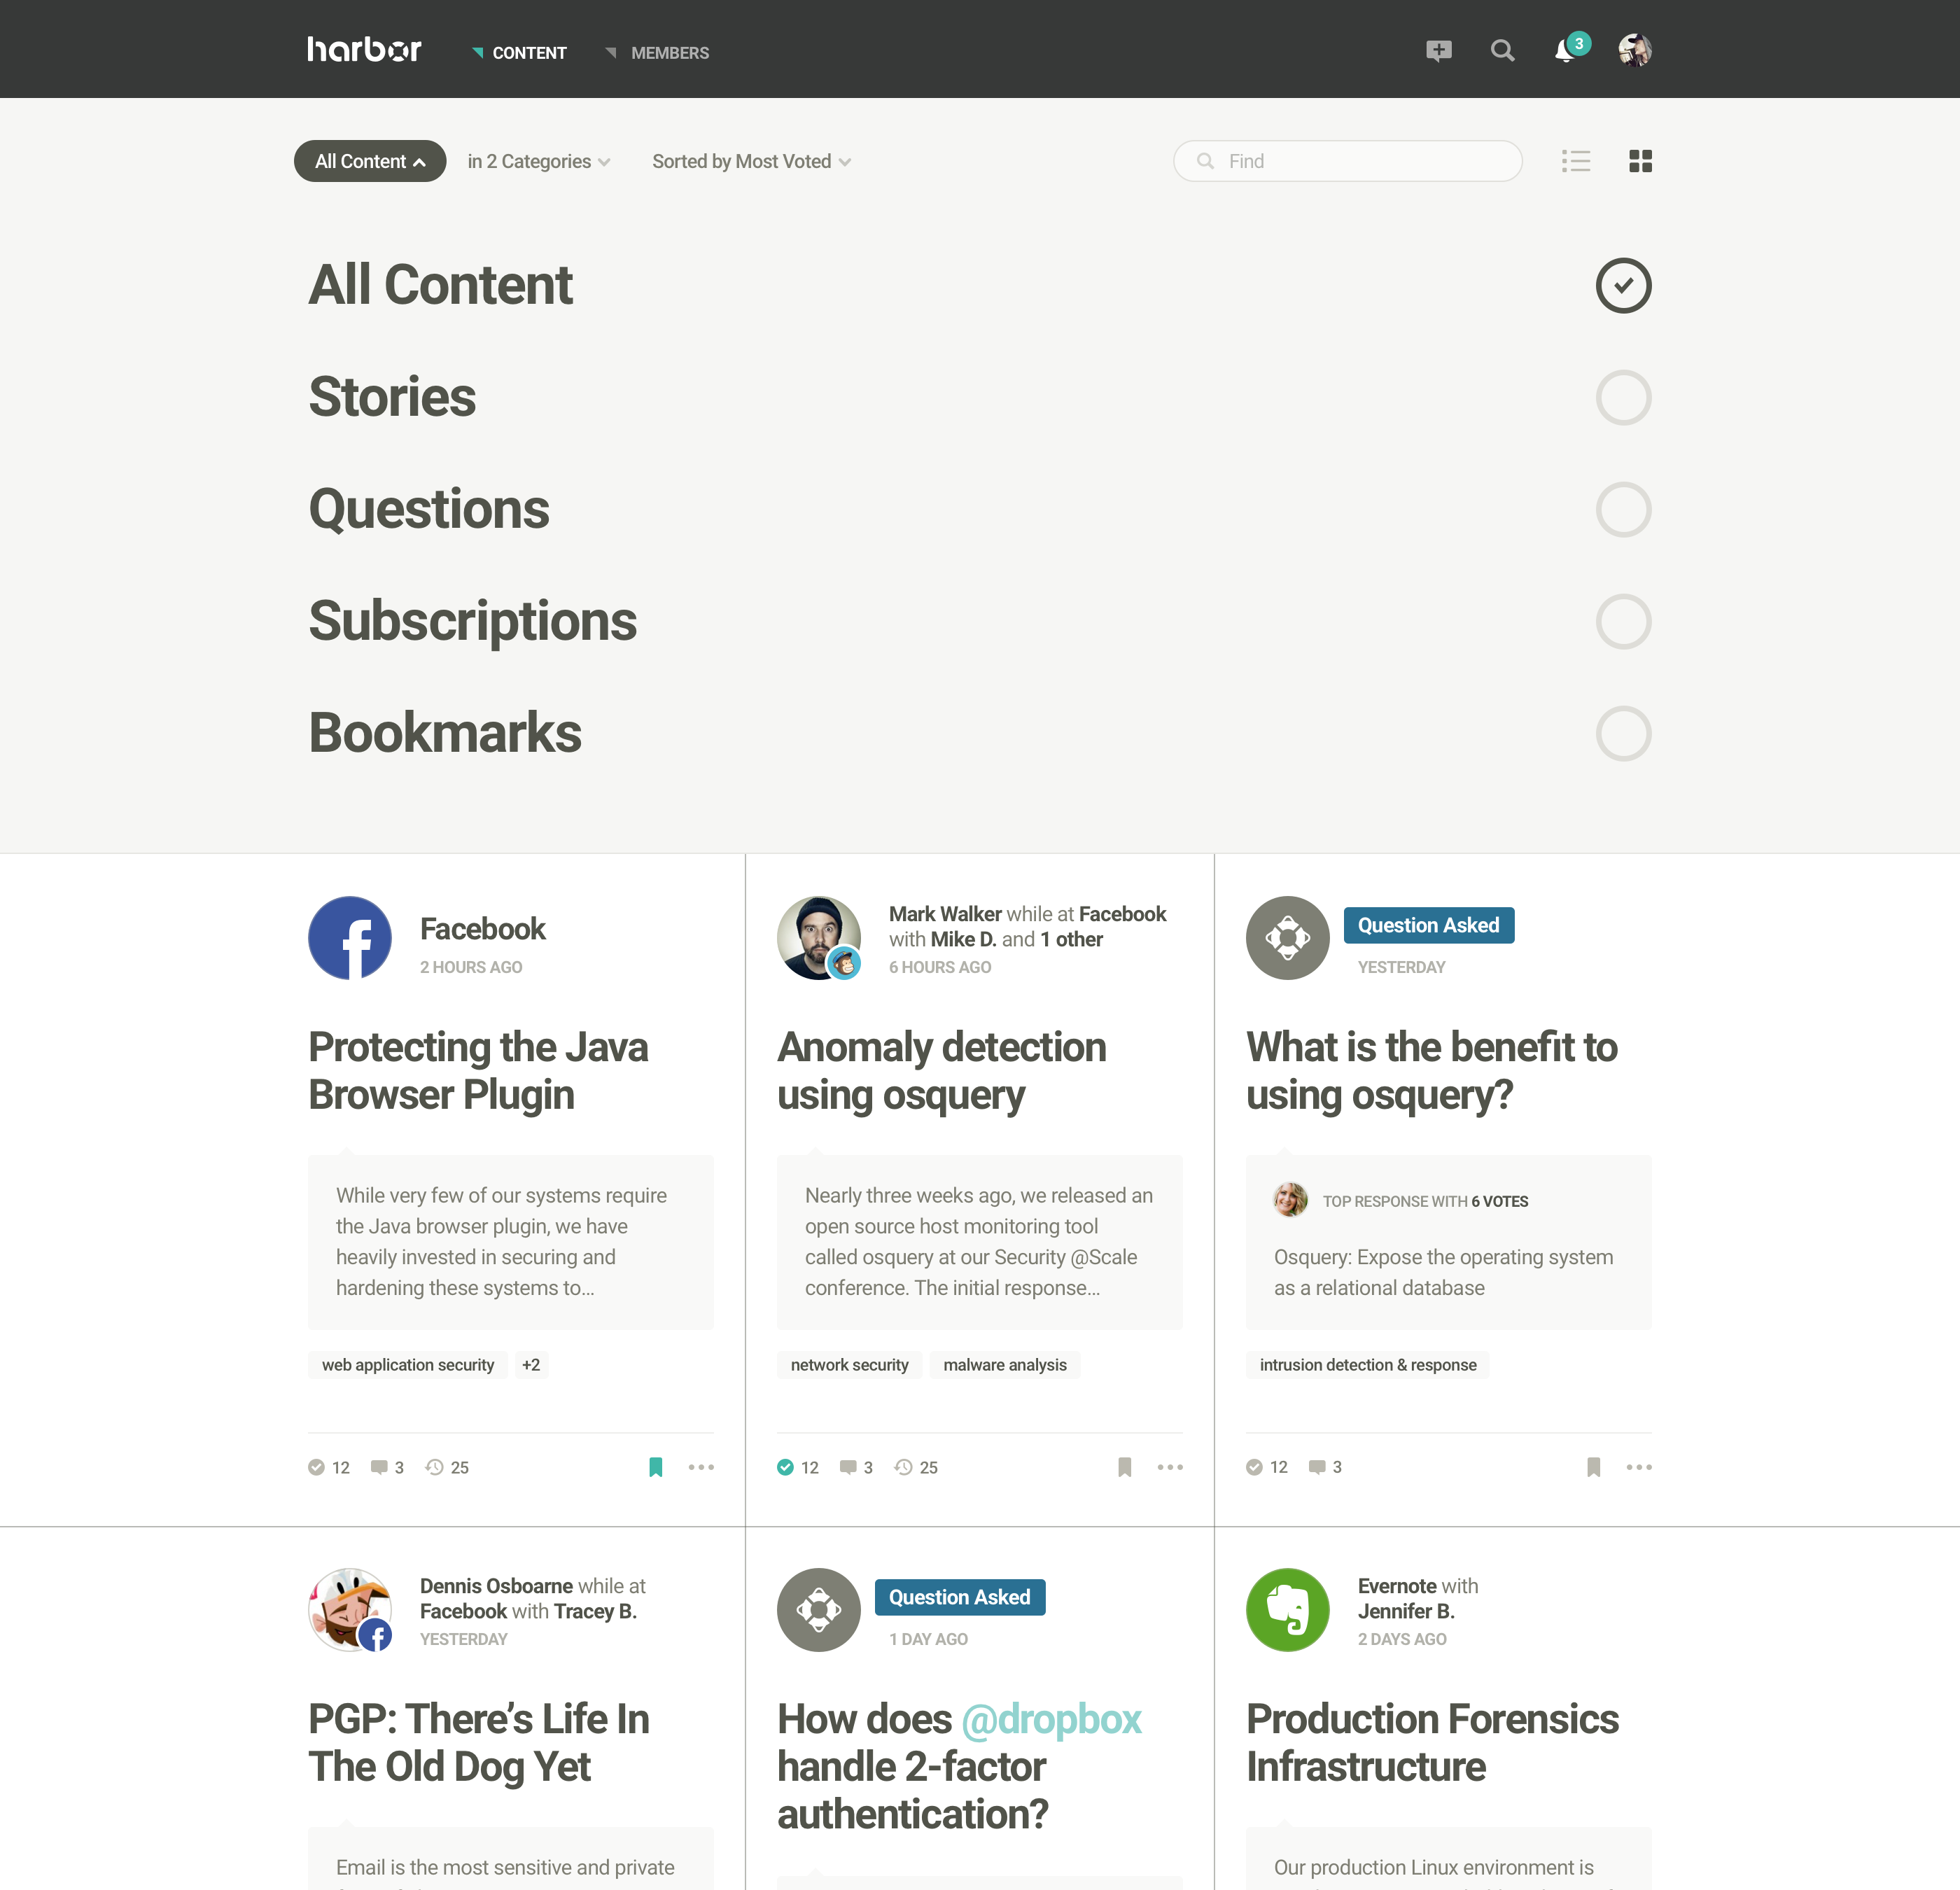 harbor
CONTENT
MEMBERS
3
All Content
in 2 Categories
Sorted by Most Voted
Find
All Content
Stories
Questions
Subscriptions
Bookmarks
Facebook
2 HOURS AGO
Protecting the Java
Browser Plugin
While very few of our systems require
the Java browser plugin, we have
heavily invested in securing and
hardening these systems to...
web application security
+2
12
3
25
Mark Walker while at Facebook
with Mike D. and 1 other
6 HOURS AGO
Anomaly detection
using osquery
Nearly three weeks ago, we released an
open source host monitoring tool
called osquery at our Security @Scale
conference. The initial response...
network security
malware analysis
12
3
25
Question Asked
YESTERDAY
What is the benefit to
using osquery?
TOP RESPONSE WITH 6 VOTES
Osquery: Expose the operating system
as a relational database
intrusion detection & response
12
3
Dennis Osboarne while at
Facebook with Tracey B.
YESTERDAY
PGP: There’s Life In
The Old Dog Yet
Email is the most sensitive and private
Question Asked
1 DAY AGO
How does @dropbox
handle 2-factor
authentication?
Evernote with
Jennifer B.
2 DAYS AGO
Production Forensics
Infrastructure
Our production Linux environment is